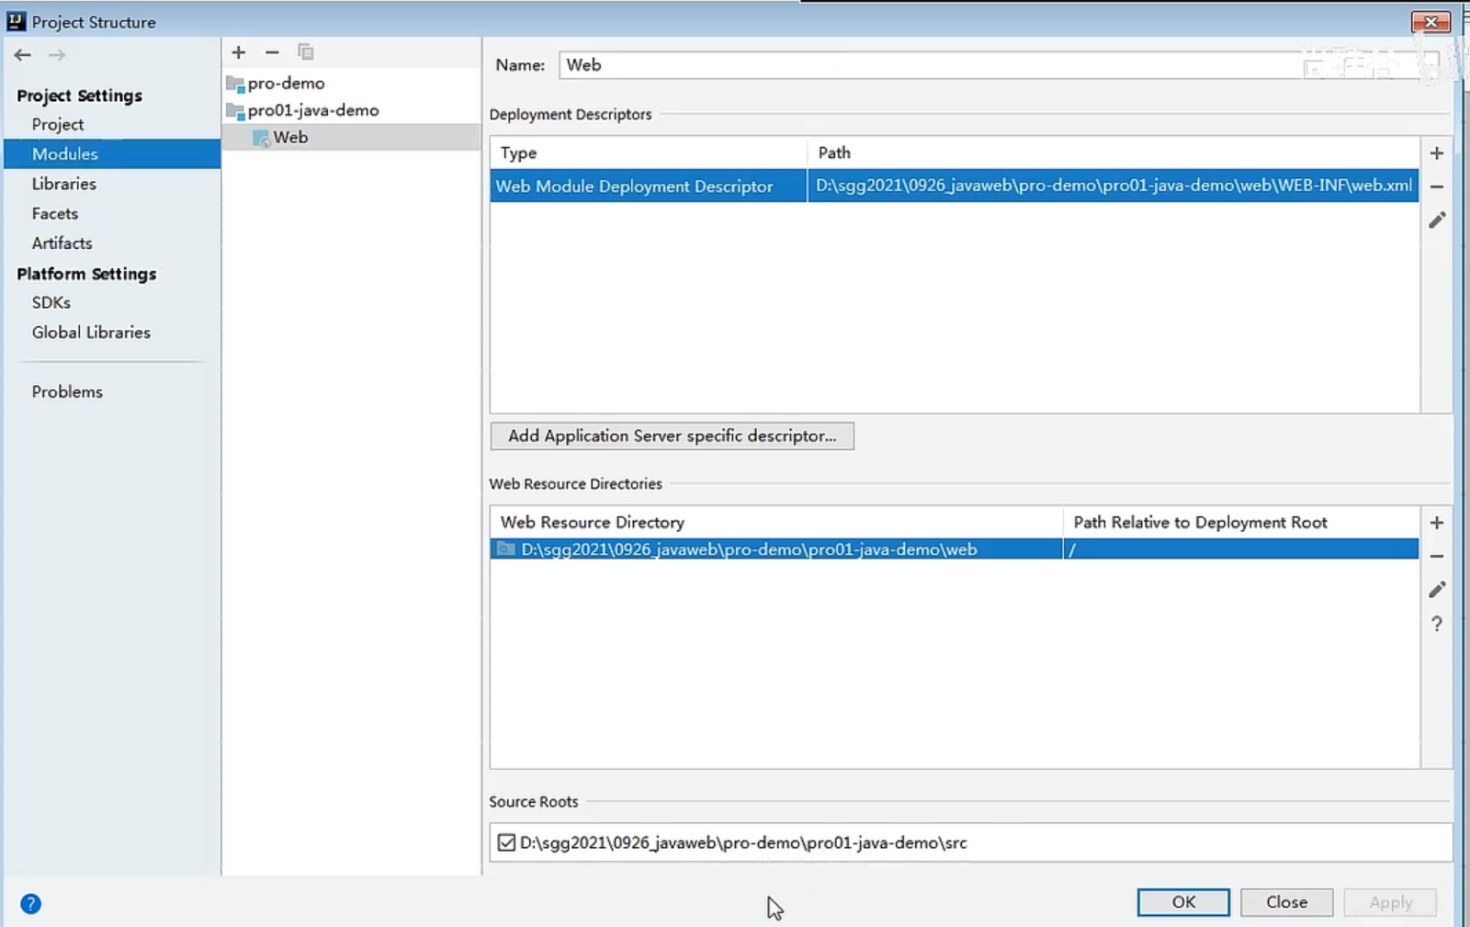 Project Structure
Project Settings
Project
Modules
Libraries
Facets
Artifacts
Platform Settings
SDKs
Global Libraries
Problems
pro-demo
pro01-java-demo
Web
Name: Web
Deployment Descriptors
Type Path
Web Module Deployment Descriptor D:\sgg2021\0926_javaweb\pro-demo\pro01-java-demo\web\WEB-INF\web.xml
Add Application Server specific descriptor...
Web Resource Directories
Web Resource Directory Path Relative to Deployment Root
D:\sgg2021\0926_javaweb\pro-demo\pro01-java-demo\web /
Source Roots
D:\sgg2021\0926_javaweb\pro-demo\pro01-java-demo\src
OK Close Apply